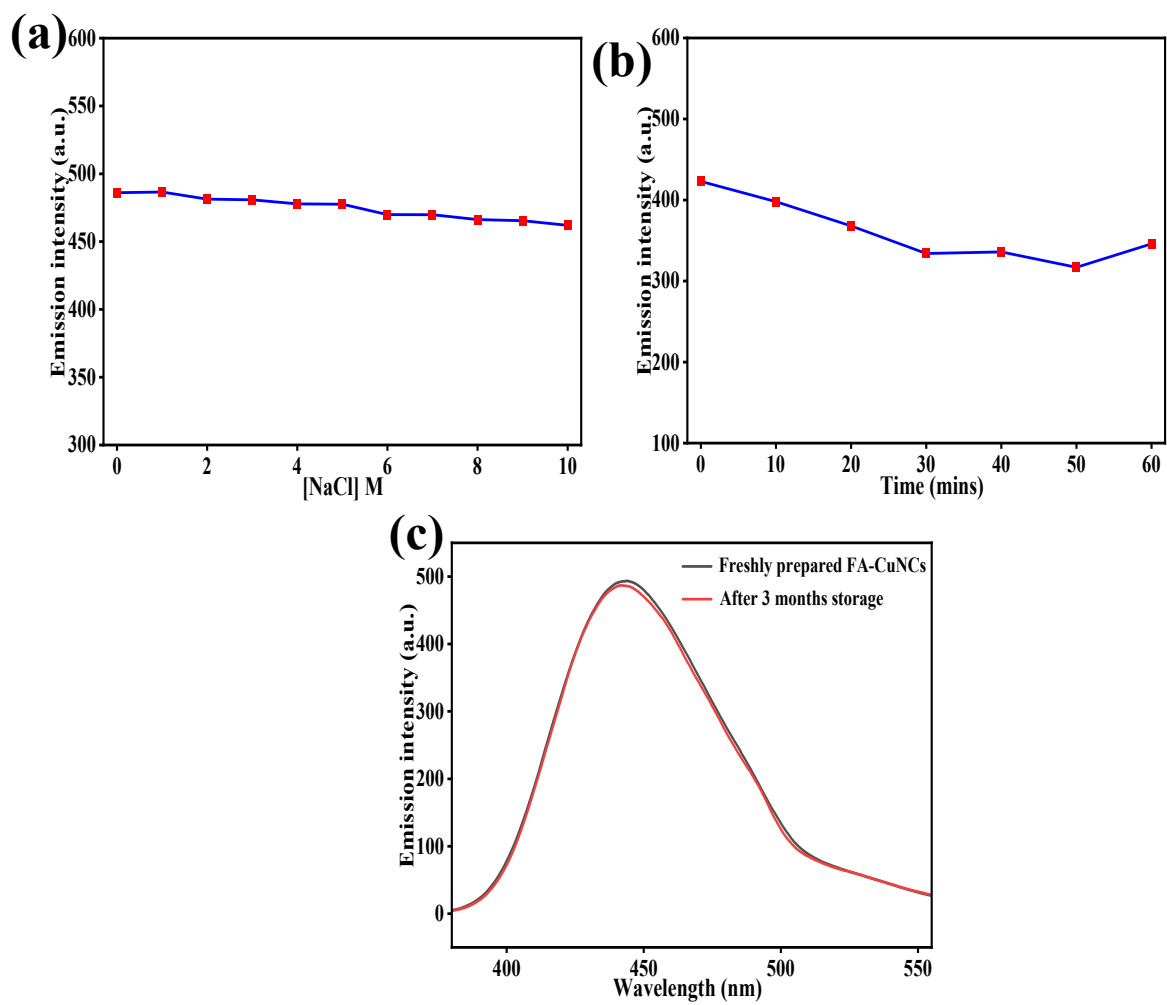 (a)
600
550
500
450
400
350
300
Emission intensity (a.u.)
0 2 4 6 8 10
[NaCl] M
(b)
600
500
400
300
200
100
Emission intensity (a.u.)
0 10 20 30 40 50 60
Time (mins)
(c)
500
400
300
200
100
0
Emission intensity (a.u.)
Freshly prepared FA-CuNCs
After 3 months storage
400 450 500 550
Wavelength (nm)